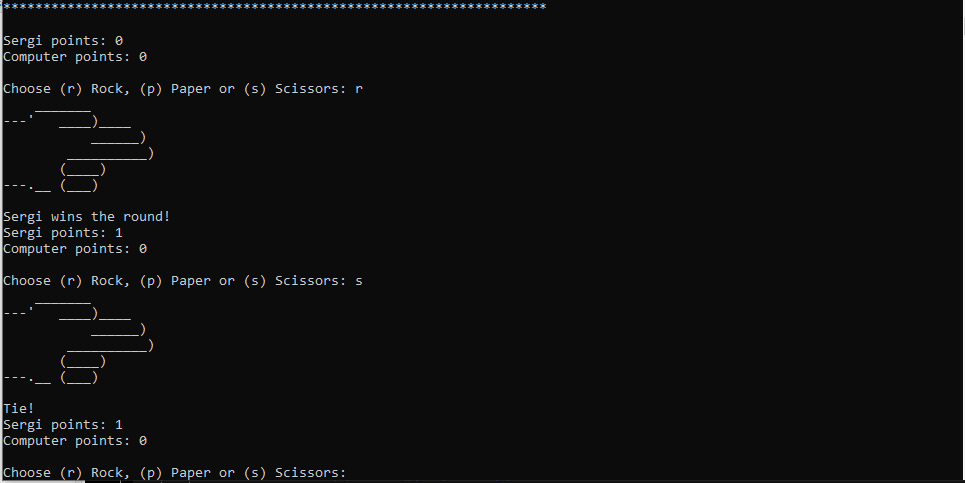 ********************************************************************
Sergi points: 0
Computer points: 0
Choose (r) Rock, (p) Paper or (s) Scissors: r
    _______
---'   ____)____
           ______)
        __________)
       (____)
---.__ (___)
Sergi wins the round!
Sergi points: 1
Computer points: 0
Choose (r) Rock, (p) Paper or (s) Scissors: s
    _______
---'   ____)____
           ______)
        __________)
       (____)
---.__ (___)
Tie!
Sergi points: 1
Computer points: 0
Choose (r) Rock, (p) Paper or (s) Scissors: